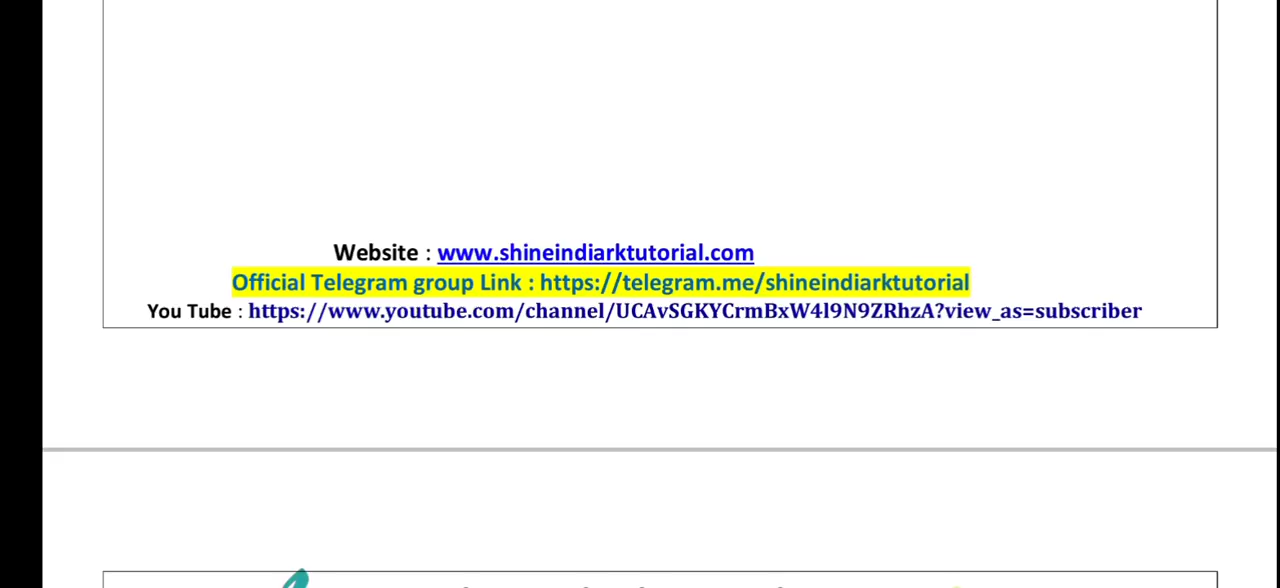 Website : www.shineindiarktutorial.com
Official Telegram group Link : https://telegram.me/shineindiarktutorial
You Tube : https://www.youtube.com/channel/UCAvSGKYCrmBxW4l9N9ZRhzA?view_as=subscriber